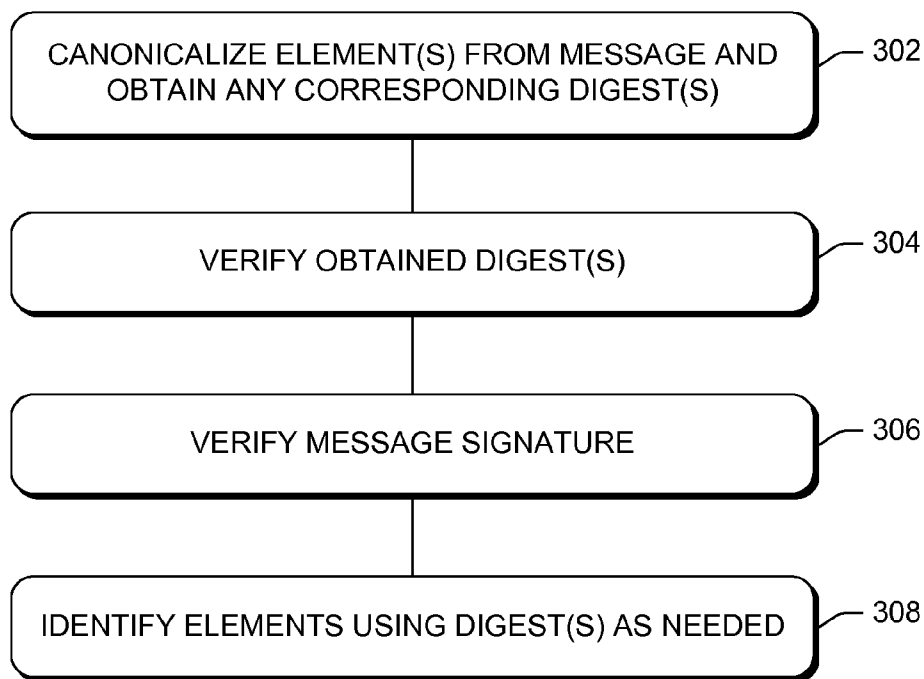 CANONICALIZE ELEMENT(S) FROM MESSAGE AND
OBTAIN ANY CORRESPONDING DIGEST(S)
302
VERIFY OBTAINED DIGEST(S)
304
VERIFY MESSAGE SIGNATURE
306
IDENTIFY ELEMENTS USING DIGEST(S) AS NEEDED
308